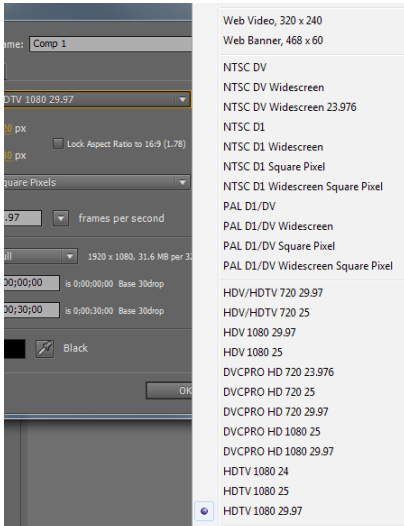 ame: Comp 1
DTV 1080 29.97
20 px
Lock Aspect Ratio to 16:9 (1.78)
80 px
quare Pixels
.97 frames per second
ull 1920 x 1080, 31.6 MB per 32
00;00;00 is 0;00;00;00 Base 30drop
00;30;00 is 0;00;30;00 Base 30drop
Black
OK
Web Video, 320 x 240
Web Banner, 468 x 60
NTSC DV
NTSC DV Widescreen
NTSC DV Widescreen 23.976
NTSC D1
NTSC D1 Widescreen
NTSC D1 Square Pixel
NTSC D1 Widescreen Square Pixel
PAL D1/DV
PAL D1/DV Widescreen
PAL D1/DV Square Pixel
PAL D1/DV Widescreen Square Pixel
HDV/HDTV 720 29.97
HDV/HDTV 720 25
HDV 1080 29.97
HDV 1080 25
DVCPRO HD 720 23.976
DVCPRO HD 720 25
DVCPRO HD 720 29.97
DVCPRO HD 1080 25
DVCPRO HD 1080 29.97
HDTV 1080 24
HDTV 1080 25
HDTV 1080 29.97